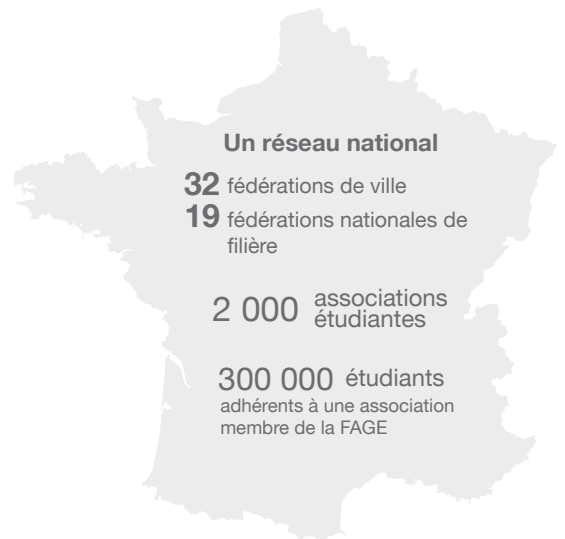 Un réseau national
32 fédérations de ville
19 fédérations nationales de
filière
2 000 associations
étudiantes
300 000 étudiants
adhérents à une association
membre de la FAGE